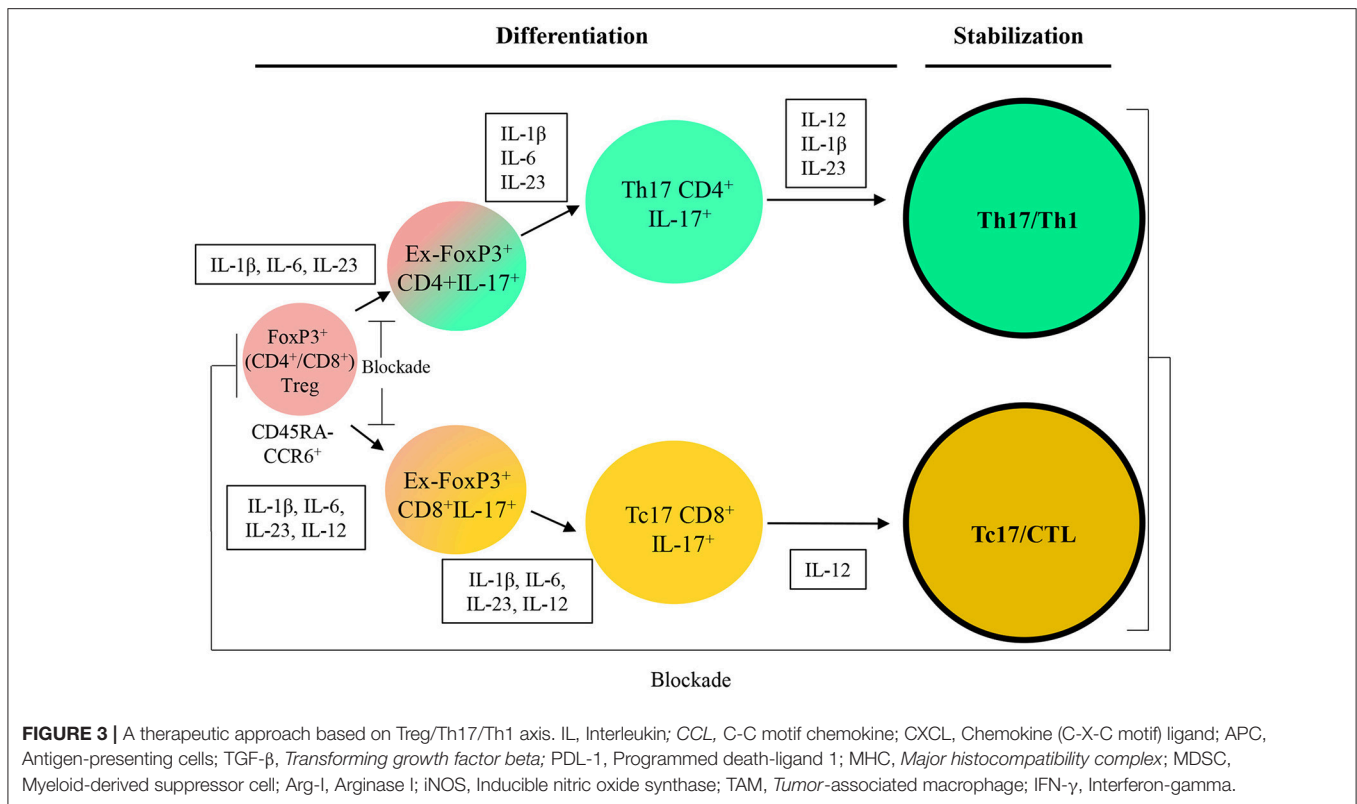 Differentiation
Stabilization
IL-1β
IL-6
IL-23
IL-12
IL-1β
IL-23
Th17 CD4⁺
IL-17⁺
Th17/Th1
IL-1β, IL-6, IL-23
Ex-FoxP3⁺
CD4+IL-17⁺
FoxP3⁺
(CD4⁺/CD8⁺)
Treg
Blockade
CD45RA-
CCR6⁺
IL-1β, IL-6,
IL-23, IL-12
Ex-FoxP3⁺
CD8⁺IL-17⁺
IL-1β, IL-6,
IL-23, IL-12
Tc17 CD8⁺
IL-17⁺
IL-12
Tc17/CTL
Blockade
FIGURE 3 | A therapeutic approach based on Treg/Th17/Th1 axis. IL, Interleukin; CCL, C-C motif chemokine; CXCL, Chemokine (C-X-C motif) ligand; APC,
Antigen-presenting cells; TGF-β, Transforming growth factor beta; PDL-1, Programmed death-ligand 1; MHC, Major histocompatibility complex; MDSC,
Myeloid-derived suppressor cell; Arg-I, Arginase I; iNOS, Inducible nitric oxide synthase; TAM, Tumor-associated macrophage; IFN-γ, Interferon-gamma.